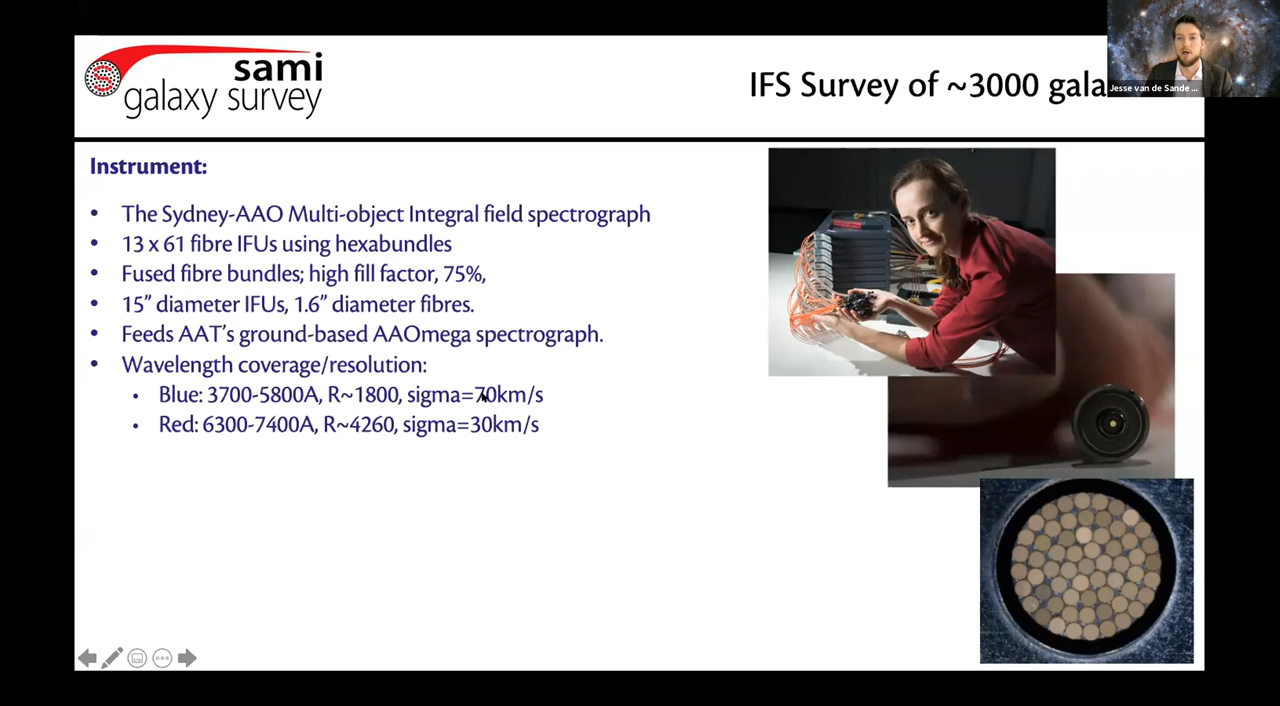 sami
galaxy survey
IFS Survey of ~3000 gala
Jesse van de Sande ...
Instrument:
• The Sydney-AAO Multi-object Integral field spectrograph
• 13 x 61 fibre IFUs using hexabundles
• Fused fibre bundles; high fill factor, 75%,
• 15” diameter IFUs, 1.6” diameter fibres.
• Feeds AAT’s ground-based AAOmega spectrograph.
• Wavelength coverage/resolution:
• Blue: 3700-5800A, R~1800, sigma=70km/s
• Red: 6300-7400A, R~4260, sigma=30km/s